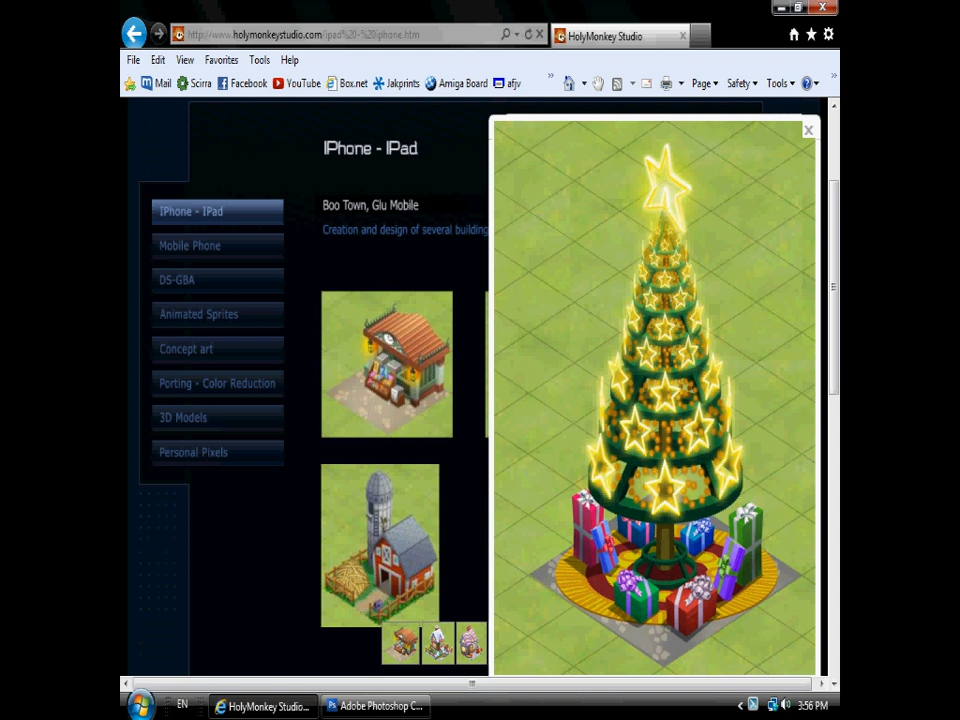 http://www.holymonkeystudio.com/ipad%20-%20iphone.htm
HolyMonkey Studio
File Edit View Favorites Tools Help
Mail Scirra Facebook YouTube Box.net Jakprints Amiga Board afjv
Page Safety Tools
IPhone - IPad
X
IPhone - IPad
Mobile Phone
DS-GBA
Animated Sprites
Concept art
Porting - Color Reduction
3D Models
Personal Pixels
Boo Town, Glu Mobile
Creation and design of several building
EN
HolyMonkey Studio...
Adobe Photoshop C...
3:56 PM